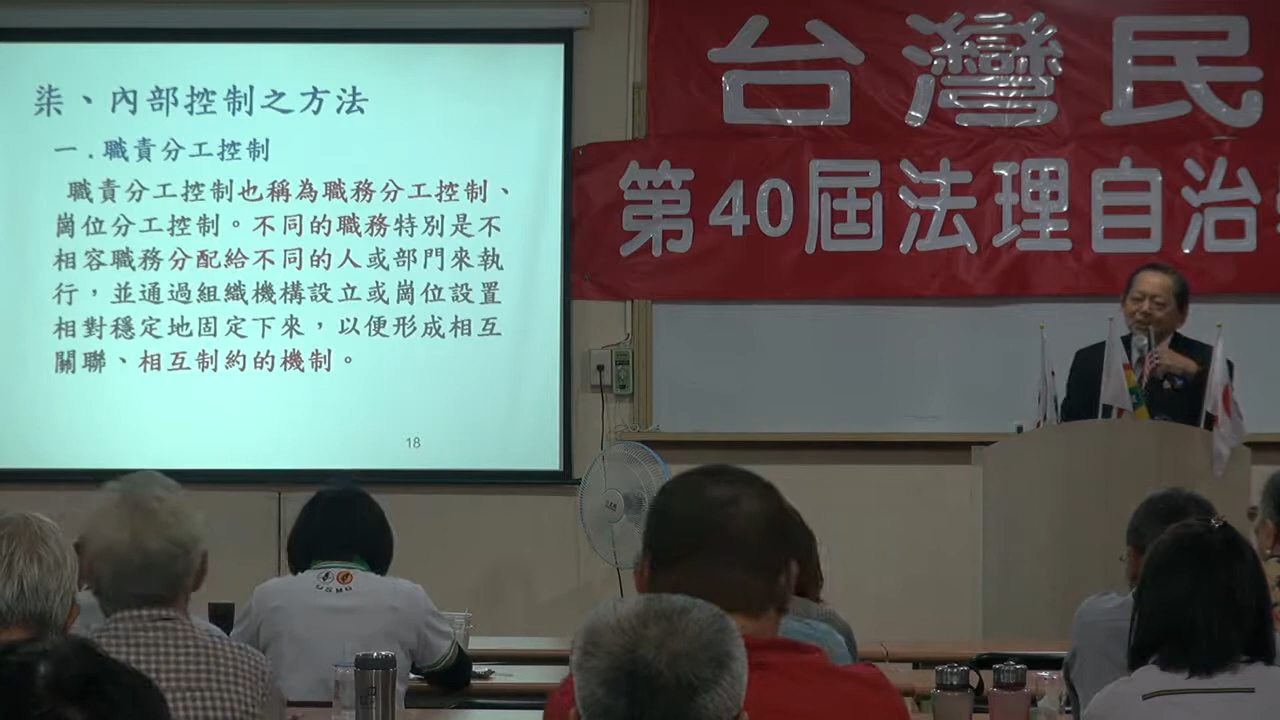 柒、內部控制之方法
一.職責分工控制
職責分工控制也稱為職務分工控制、
崗位分工控制。不同的職務特別是不
相容職務分配給不同的人或部門來執
行，並通過組織機構設立或崗位設置
相對穩定地固定下來，以便形成相互
關聯、相互制約的機制。
18
台灣民
第40屆法理自治
USMG